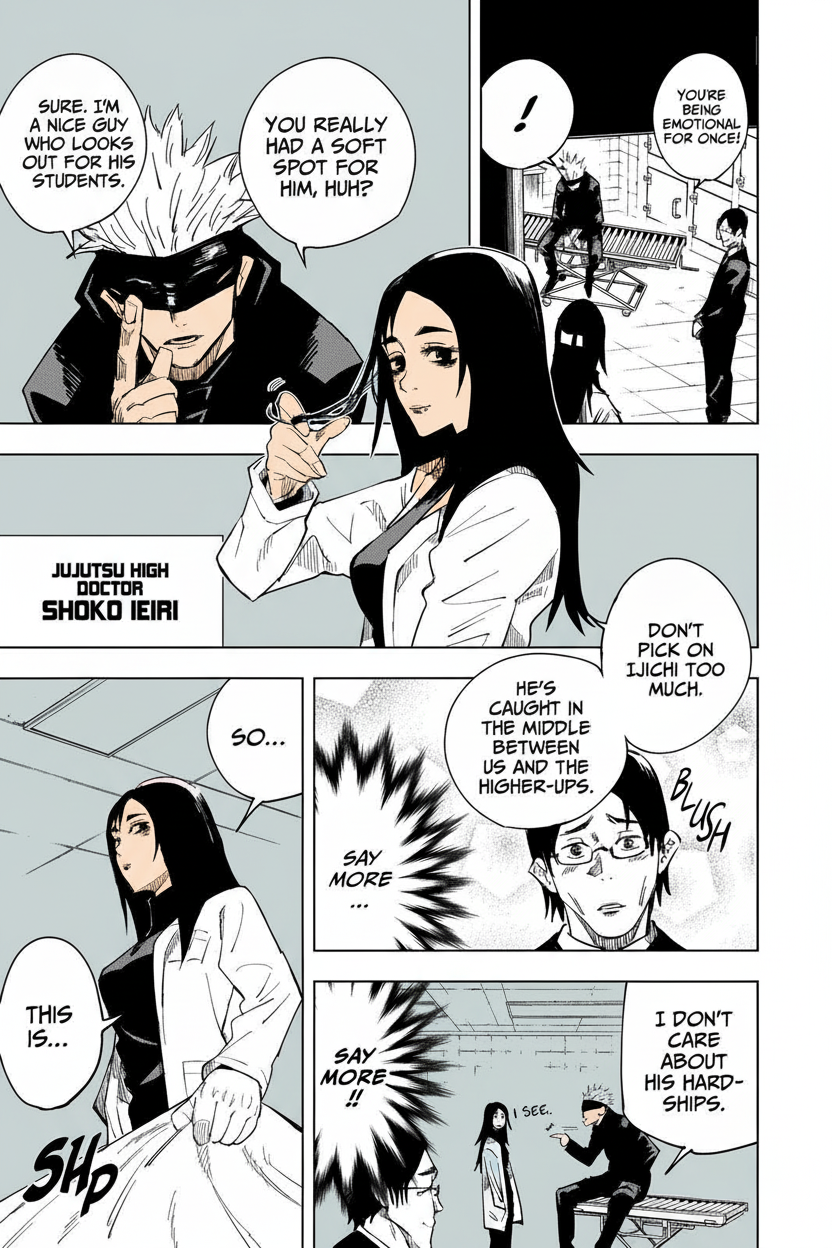 YOU'RE
BEING
EMOTIONAL
FOR ONCE!
!
YOU REALLY
HAD A SOFT
SPOT FOR
HIM, HUH?
SURE. I'M
A NICE GUY
WHO LOOKS
OUT FOR HIS
STUDENTS.
JUJUTSU HIGH
DOCTOR
SHOKO IEIRI
DON'T
PICK ON
IJICHI TOO
MUCH.
HE'S
CAUGHT IN
THE MIDDLE
BETWEEN
US AND THE
HIGHER-UPS.
BLUSH
SAY
MORE
...
I DON'T
CARE
ABOUT
HIS HARD-
SHIPS.
I SEE.
SAY
MORE
!!
SO...
THIS
IS...
SHP